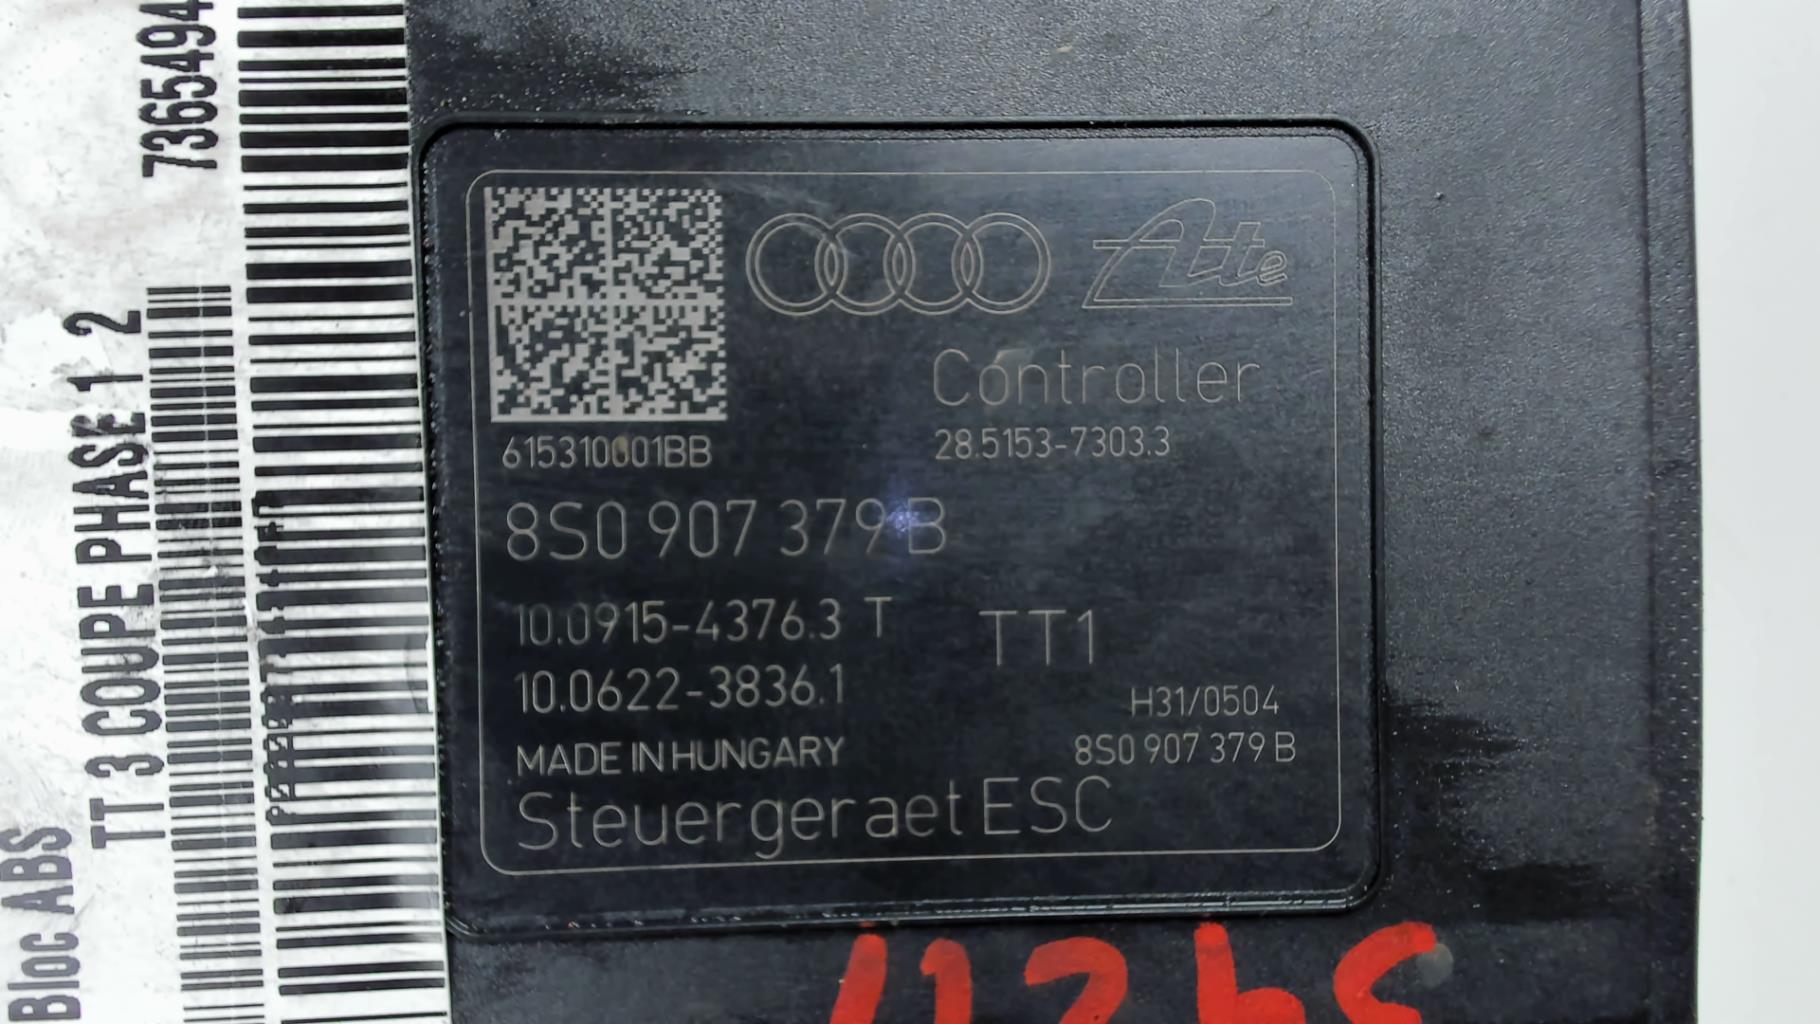 Bloc ABS
TT 3 COUPE PHASE 1 2
7365494
Ate
Controller
615310001BB
28.5153-7303.3
8S0 907 379 B
10.0915-4376.3 T
TT1
10.0622-3836.1
H31/0504
MADE IN HUNGARY
8S0 907 379 B
Steuergeraet ESC